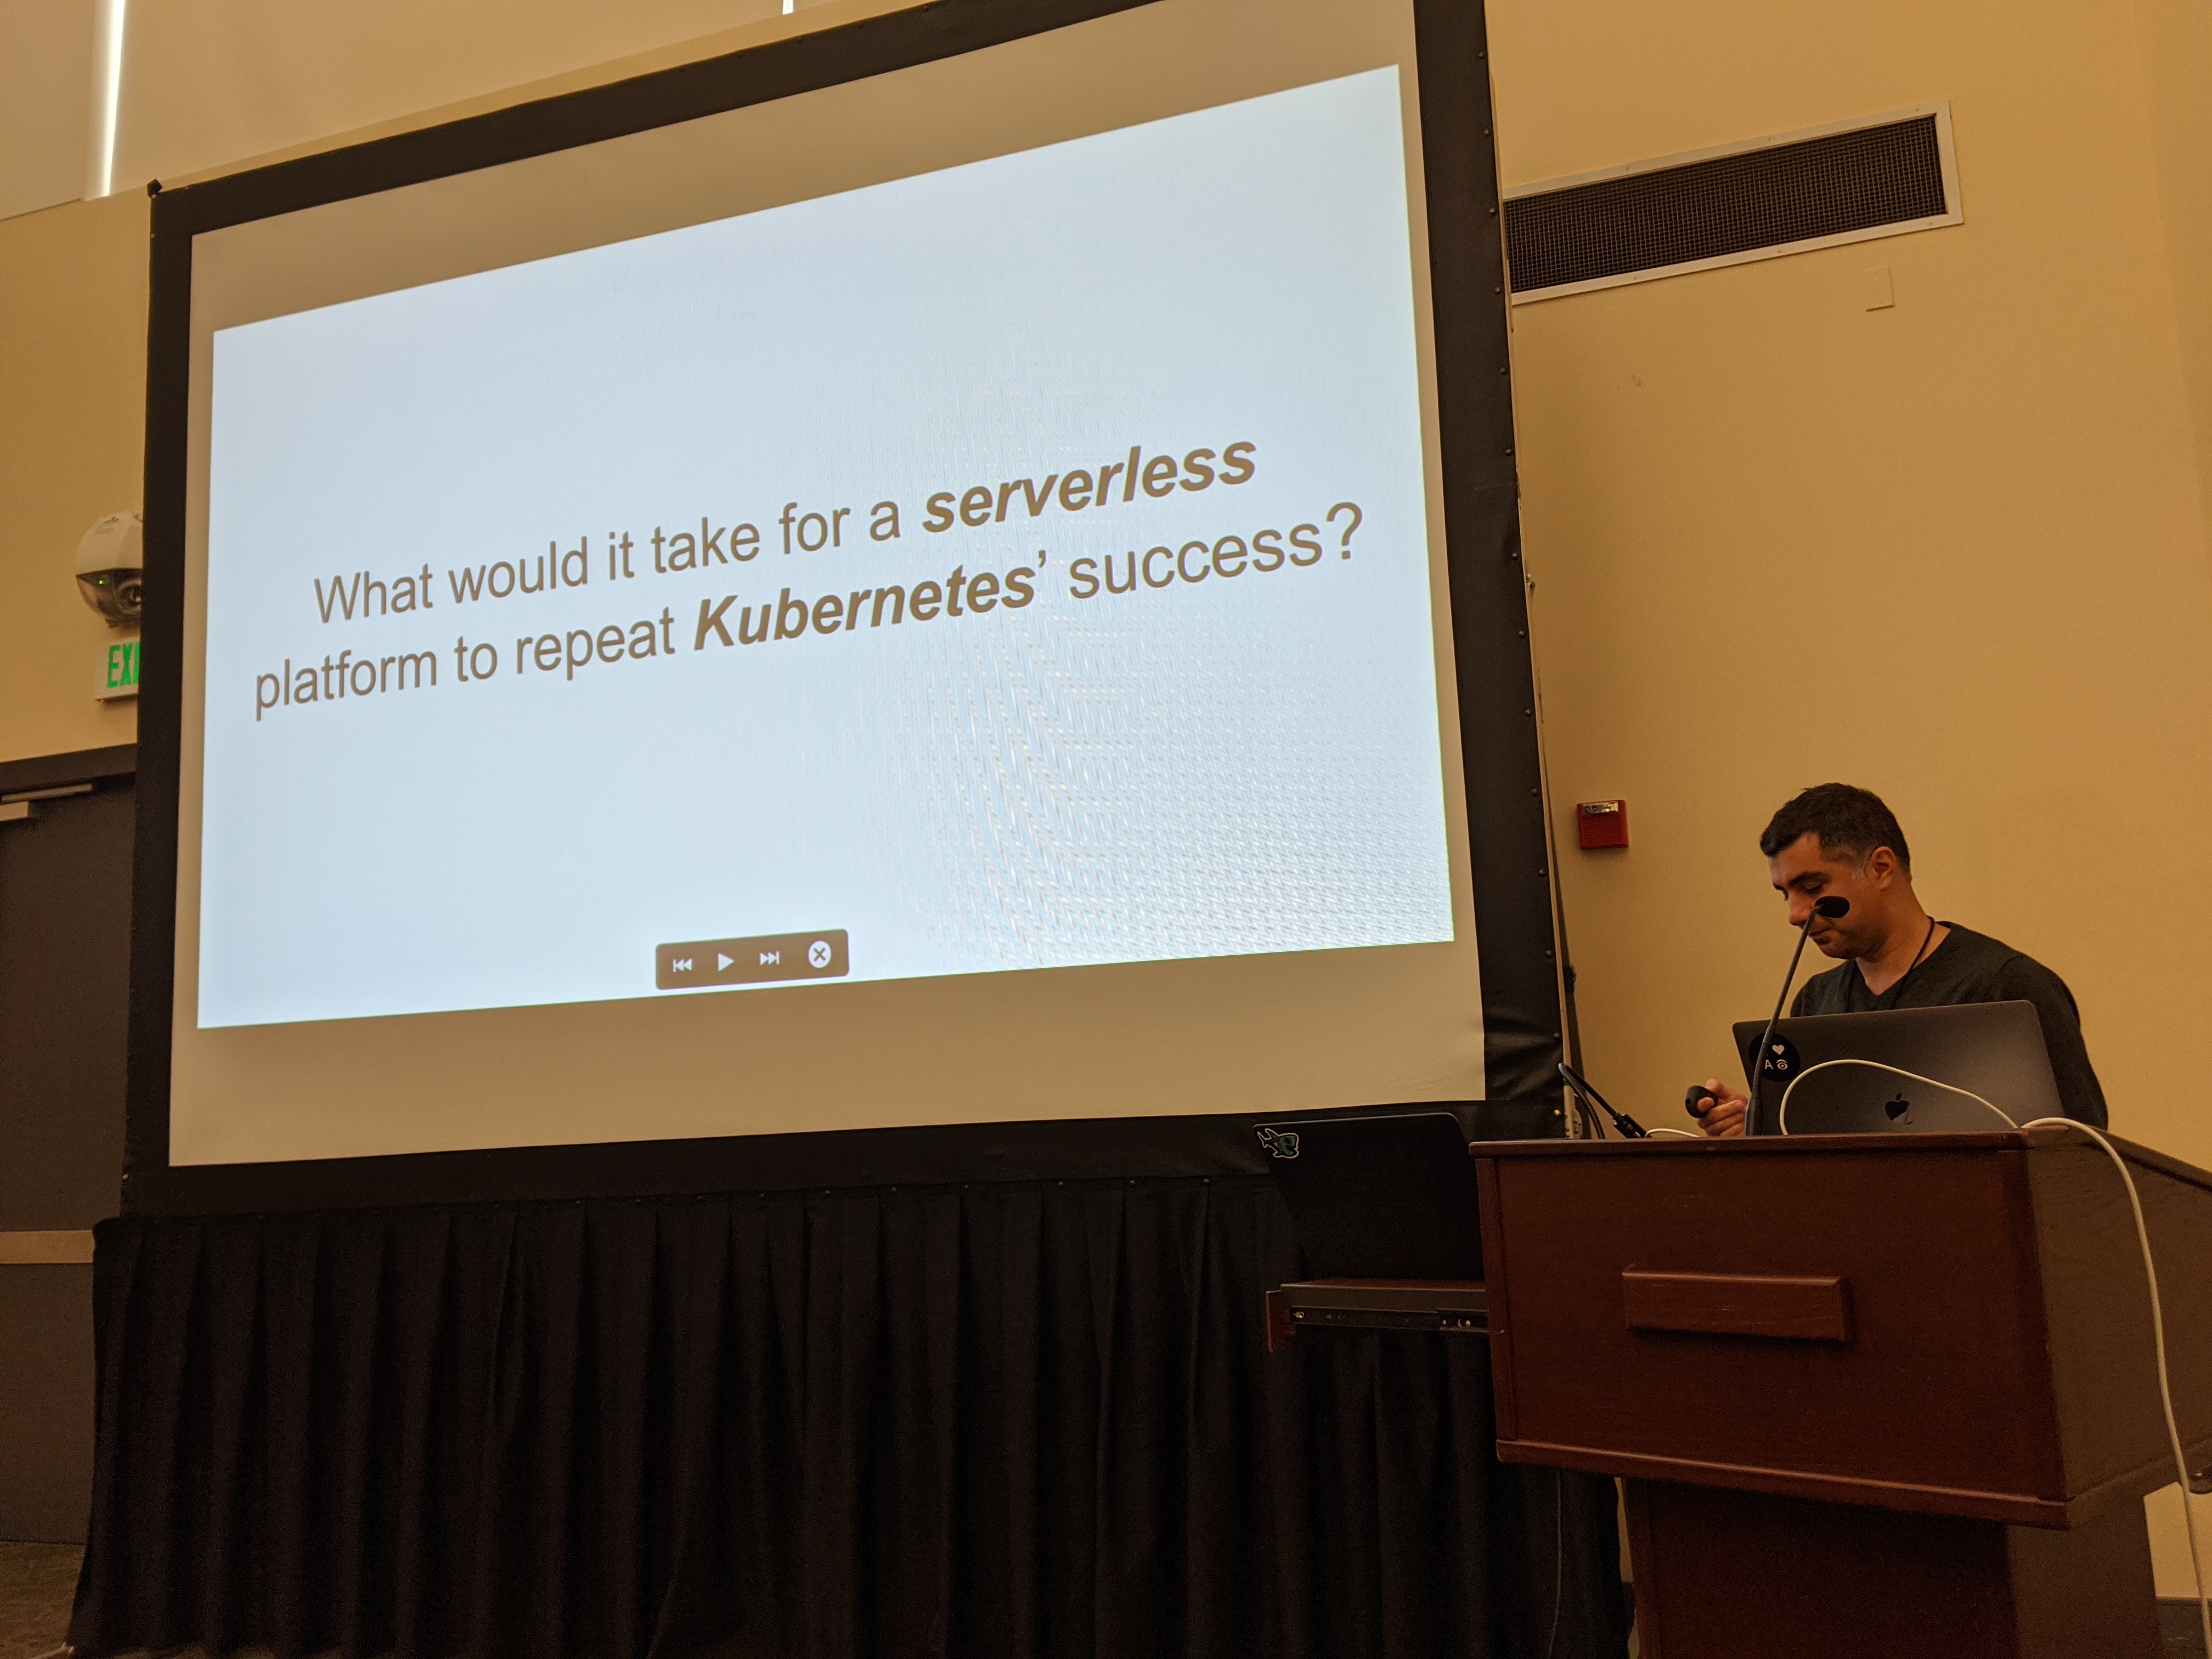 What would it take for a serverless
platform to repeat Kubernetes’ success?
EXI
A